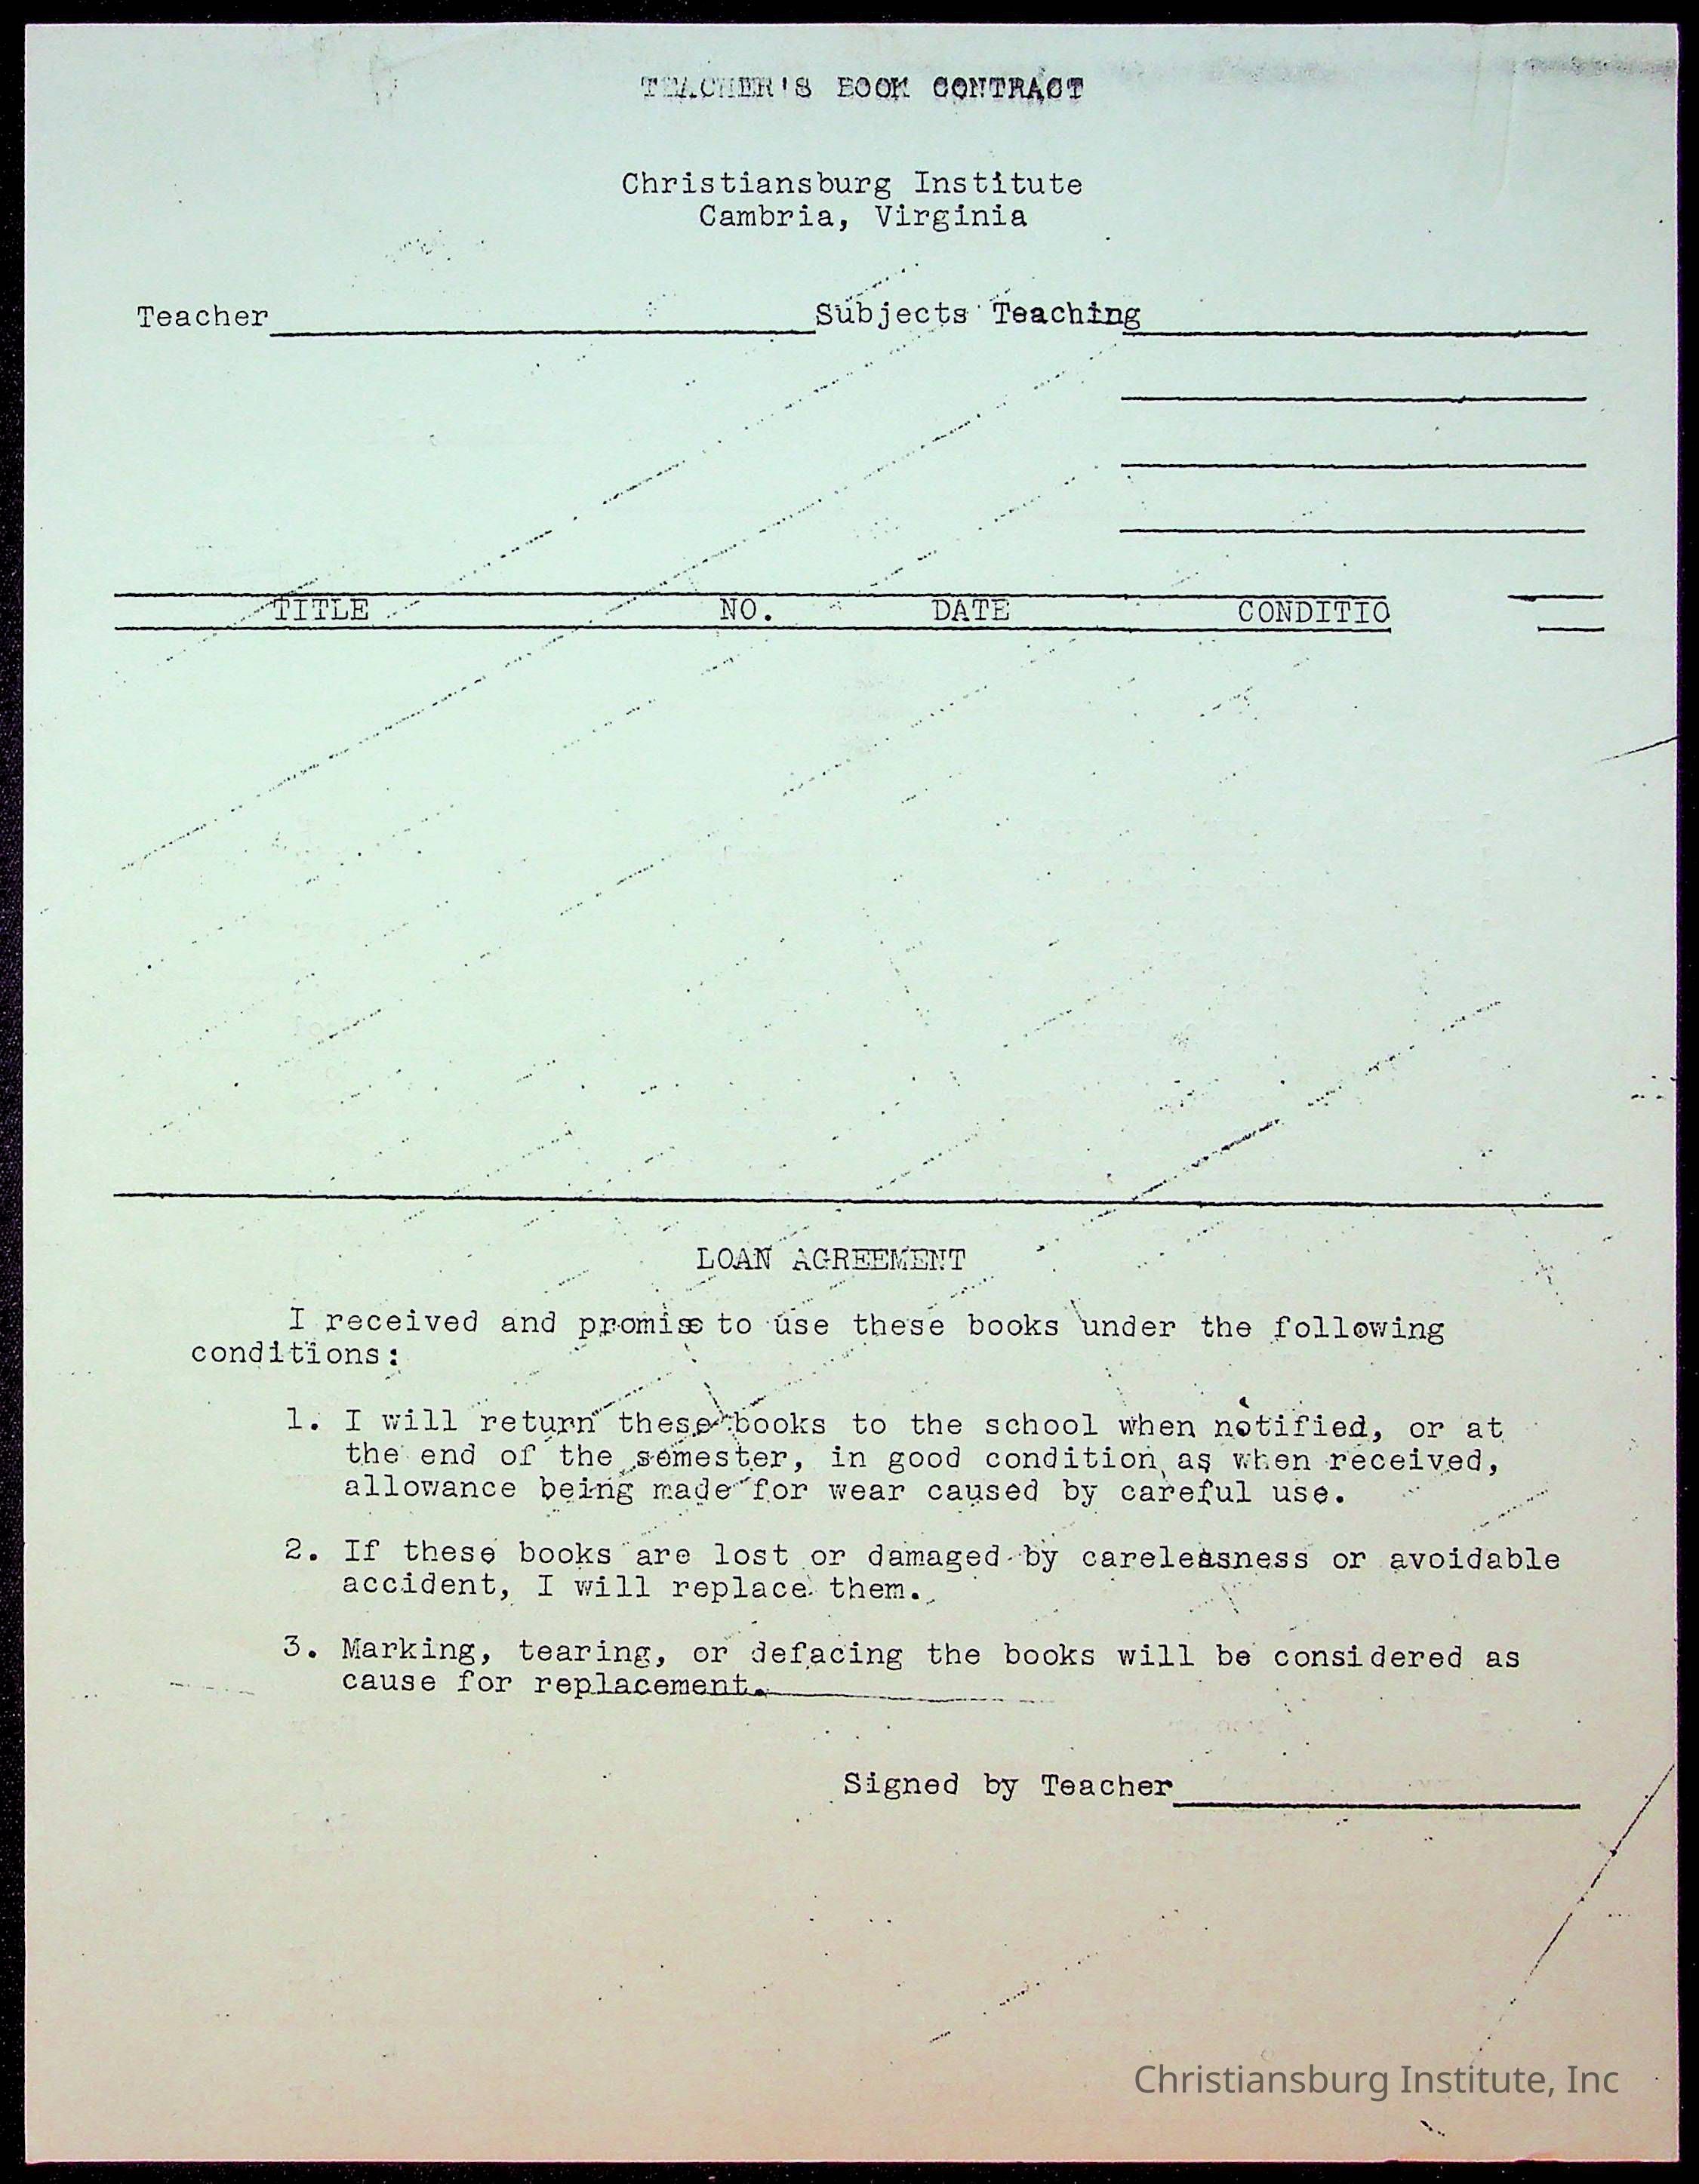 TEACHER'S BOOK CONTRACT
Christiansburg Institute
Cambria, Virginia
Teacher Subjects Teaching
TITLE NO. DATE CONDITIO
LOAN AGREEMENT
I received and promise to use these books under the following
conditions:
1. I will return these books to the school when notified, or at
the end of the semester, in good condition as when received,
allowance being made for wear caused by careful use.
2. If these books are lost or damaged by carelessness or avoidable
accident, I will replace them.
3. Marking, tearing, or defacing the books will be considered as
cause for replacement.
Signed by Teacher
Christiansburg Institute, Inc